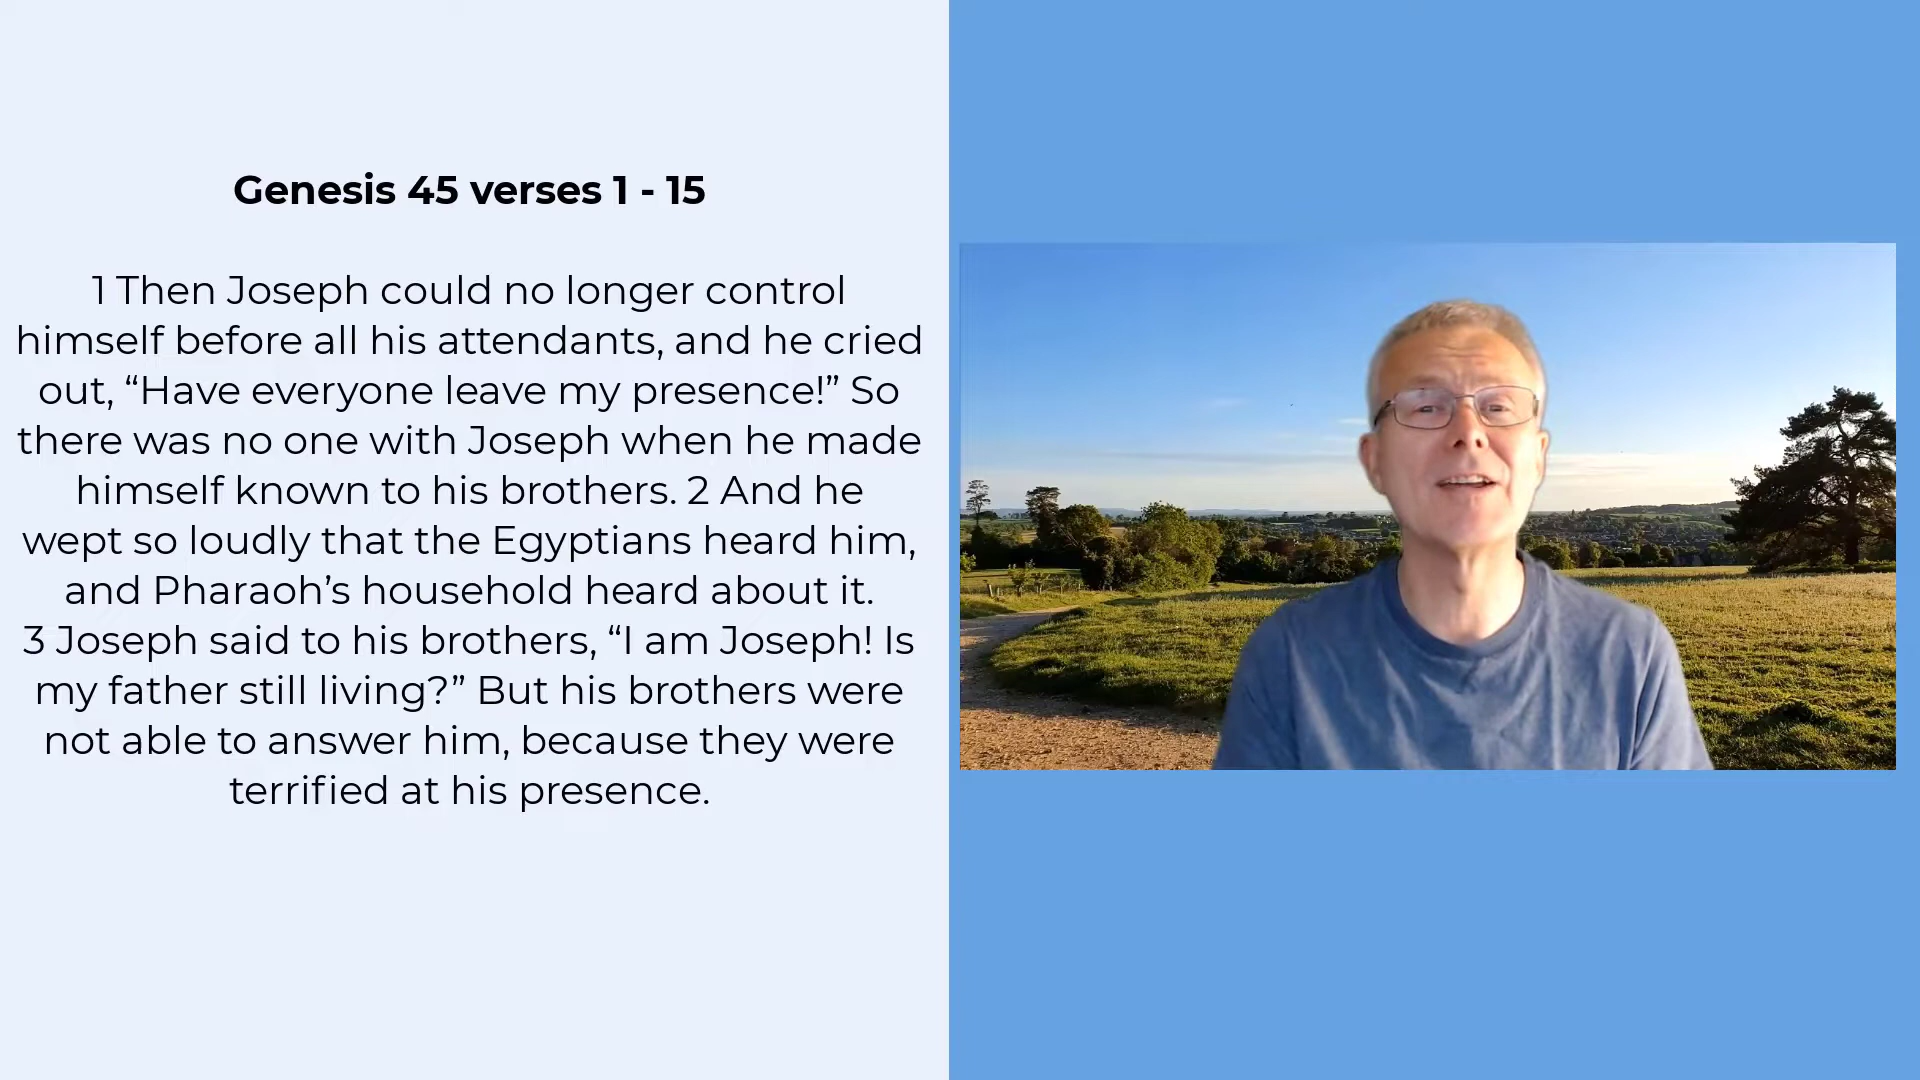 Genesis 45 verses 1 - 15
1 Then Joseph could no longer control
himself before all his attendants, and he cried
out, “Have everyone leave my presence!” So
there was no one with Joseph when he made
himself known to his brothers. 2 And he
wept so loudly that the Egyptians heard him,
and Pharaoh’s household heard about it.
3 Joseph said to his brothers, “I am Joseph! Is
my father still living?” But his brothers were
not able to answer him, because they were
terrified at his presence.